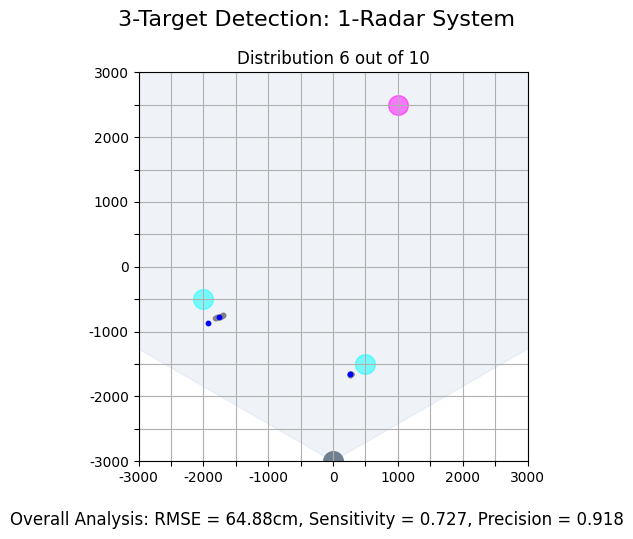 3-Target Detection: 1-Radar System
Distribution 6 out of 10
3000
2000
1000
0
-1000
-2000
-3000
-3000 -2000 -1000 0 1000 2000 3000
Overall Analysis: RMSE = 64.88cm, Sensitivity = 0.727, Precision = 0.918